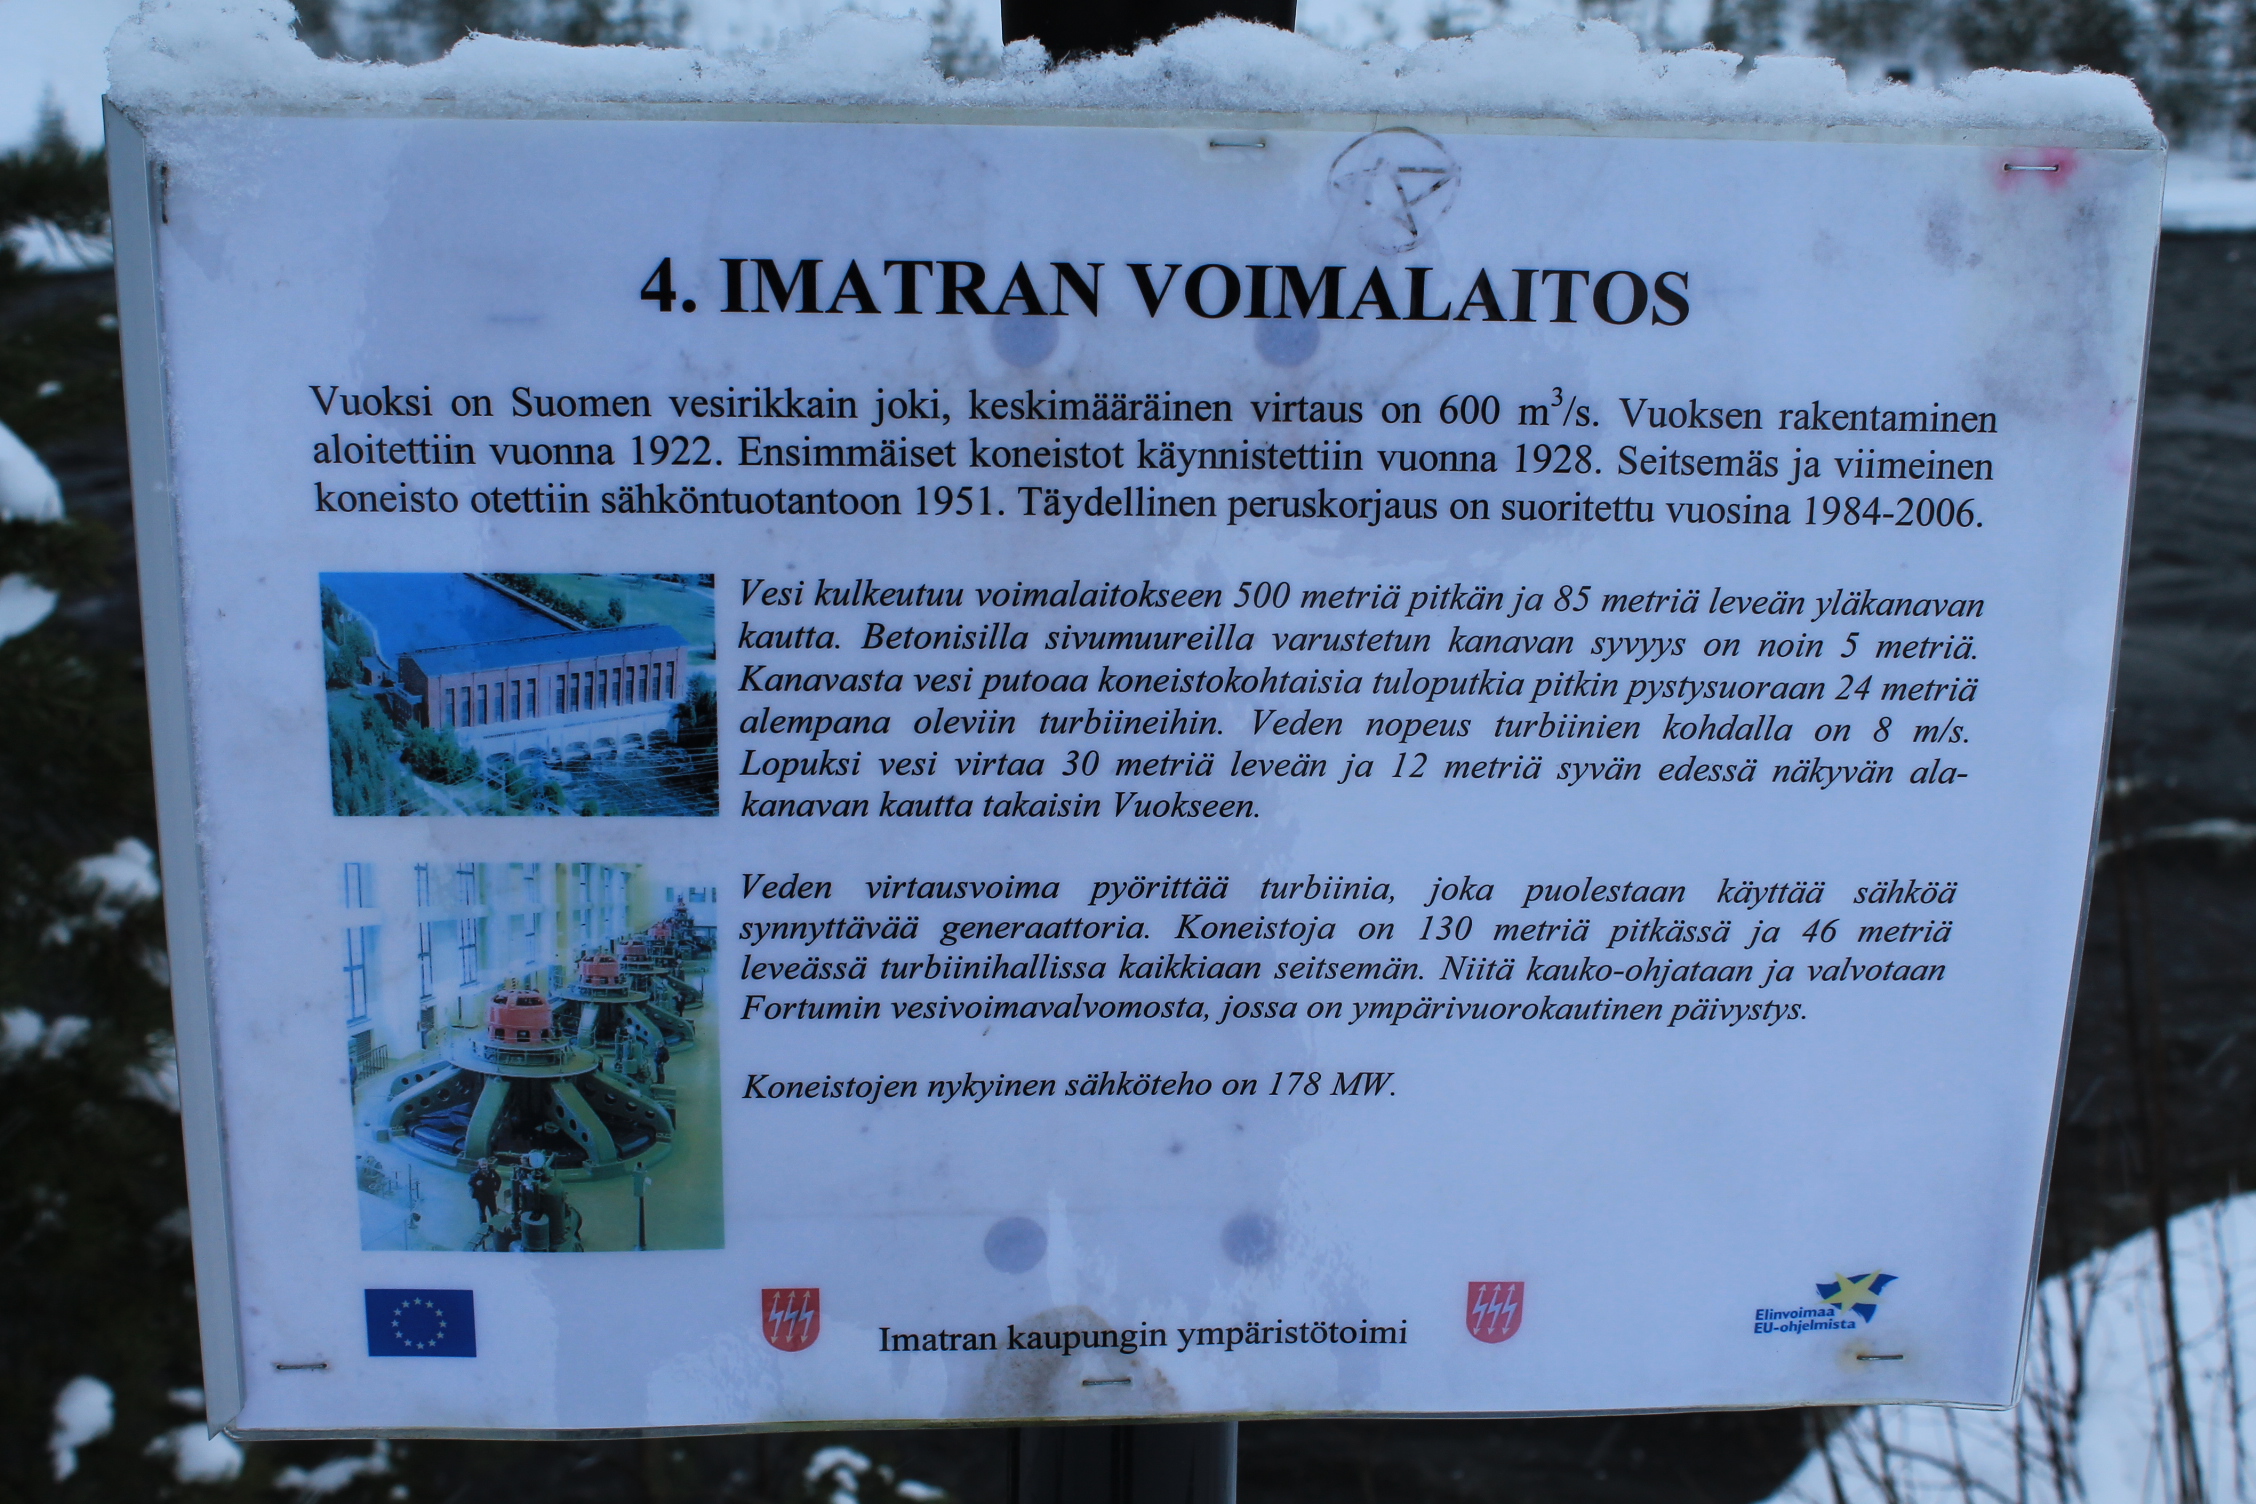 4. IMATRAN VOIMALAITOS
Vuoksi on Suomen vesirikkain joki, keskimääräinen virtaus on 600 m³/s. Vuoksen rakentaminen
aloitettiin vuonna 1922. Ensimmäiset koneistot käynnistettiin vuonna 1928. Seitsemäs ja viimeinen
koneisto otettiin sähköntuotantoon 1951. Täydellinen peruskorjaus on suoritettu vuosina 1984-2006.
Vesi kulkeutuu voimalaitokseen 500 metriä pitkän ja 85 metriä leveän yläkanavan
kautta. Betonisilla sivumuureilla varustetun kanavan syvyys on noin 5 metriä.
Kanavasta vesi putoaa koneistokohtaisia tuloputkia pitkin pystysuoraan 24 metriä
alempana oleviin turbiineihin. Veden nopeus turbiinien kohdalla on 8 m/s.
Lopuksi vesi virtaa 30 metriä leveän ja 12 metriä syvän edessä näkyvän ala-
kanavan kautta takaisin Vuokseen.
Veden virtausvoima pyörittää turbiinia, joka puolestaan käyttää sähköä
synnyttävää generaattoria. Koneistoja on 130 metriä pitkässä ja 46 metriä
leveässä turbiinihallissa kaikkiaan seitsemän. Niitä kauko-ohjataan ja valvotaan
Fortumin vesivoimavalvomosta, jossa on ympärivuorokautinen päivystys.
Koneistojen nykyinen sähköteho on 178 MW.
Imatran kaupungin ympäristötoimi
Elinvoimaa
EU-ohjelmista